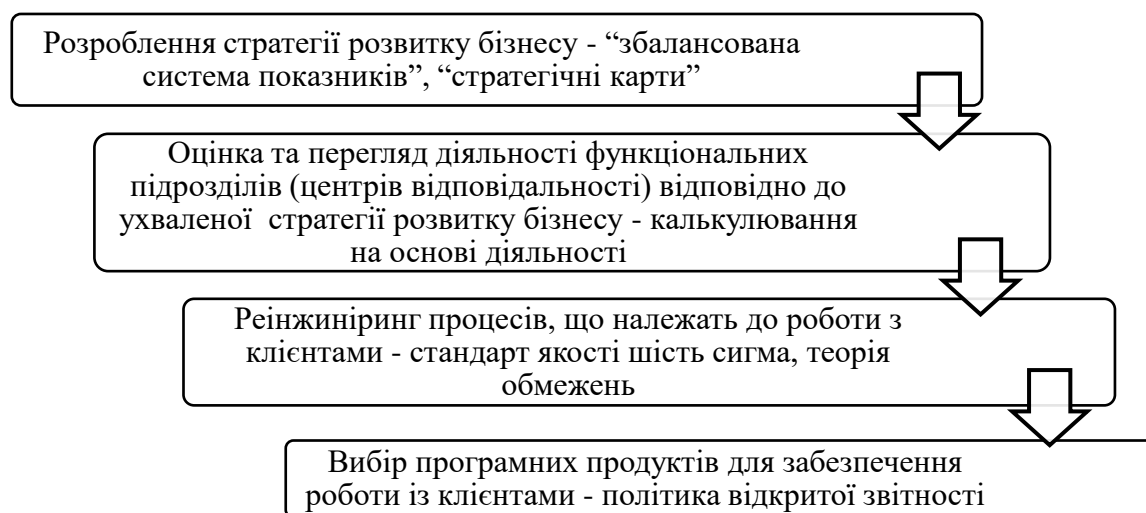 Розроблення стратегії розвитку бізнесу - “збалансована
система показників”, “стратегічні карти”
Оцінка та перегляд діяльності функціональних
підрозділів (центрів відповідальності) відповідно до
ухваленої стратегії розвитку бізнесу - калькулювання
на основі діяльності
Реінжиніринг процесів, що належать до роботи з
клієнтами - стандарт якості шість сигма, теорія
обмежень
Вибір програмних продуктів для забезпечення
роботи із клієнтами - політика відкритої звітності